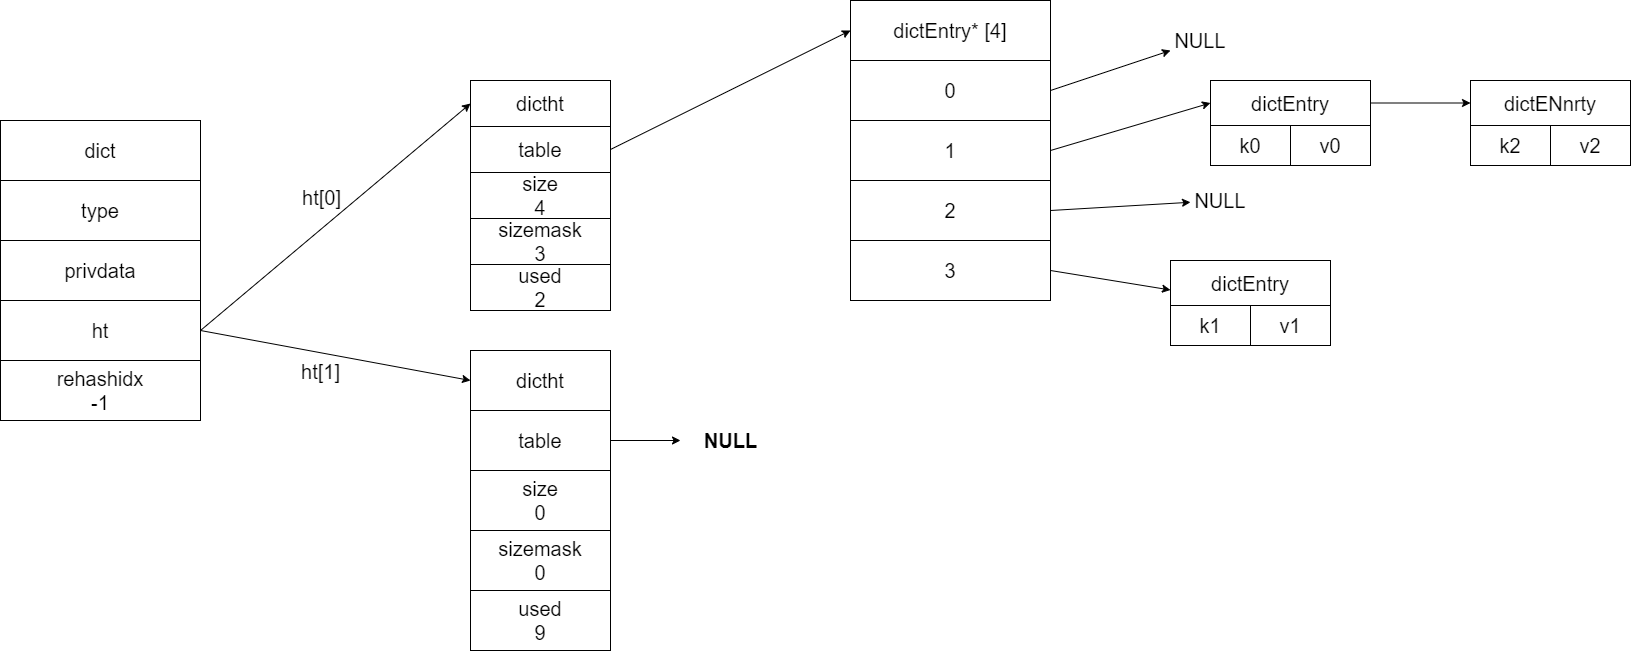 dict
type
privdata
ht
rehashidx
-1
ht[0]
ht[1]
dictht
table
size
4
sizemask
3
used
2
dictht
table
size
0
sizemask
0
used
9
NULL
dictEntry* [4]
0
1
2
3
NULL
dictEntry
k0 v0
dictENnrty
k2 v2
NULL
dictEntry
k1 v1